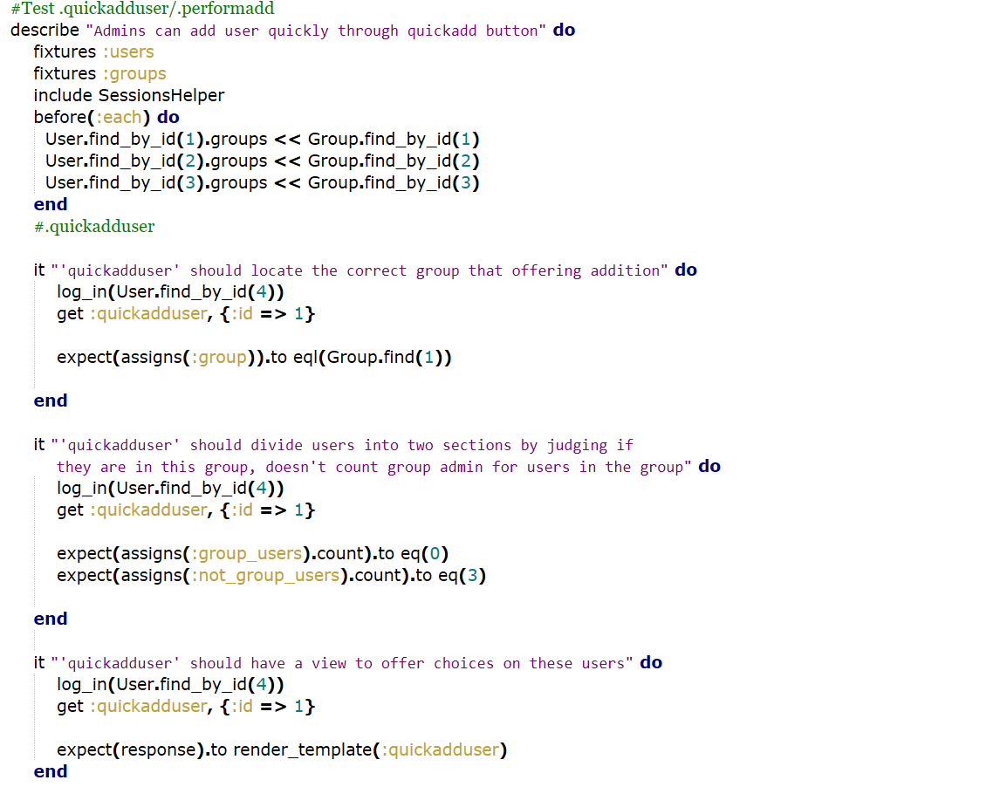 #Test .quickadduser/.performadd
describe "Admins can add user quickly through quickadd button" do
fixtures :users
fixtures :groups
include SessionsHelper
before(:each) do
User.find_by_id(1).groups << Group.find_by_id(1)
User.find_by_id(2).groups << Group.find_by_id(2)
User.find_by_id(3).groups << Group.find_by_id(3)
end
#.quickadduser
it "'quickadduser' should locate the correct group that offering addition" do
log_in(User.find_by_id(4))
get :quickadduser, {:id => 1}
expect(assigns(:group)).to eql(Group.find(1))
end
it "'quickadduser' should divide users into two sections by judging if
they are in this group, doesn't count group admin for users in the group" do
log_in(User.find_by_id(4))
get :quickadduser, {:id => 1}
expect(assigns(:group_users).count).to eq(0)
expect(assigns(:not_group_users).count).to eq(3)
end
it "'quickadduser' should have a view to offer choices on these users" do
log_in(User.find_by_id(4))
get :quickadduser, {:id => 1}
expect(response).to render_template(:quickadduser)
end